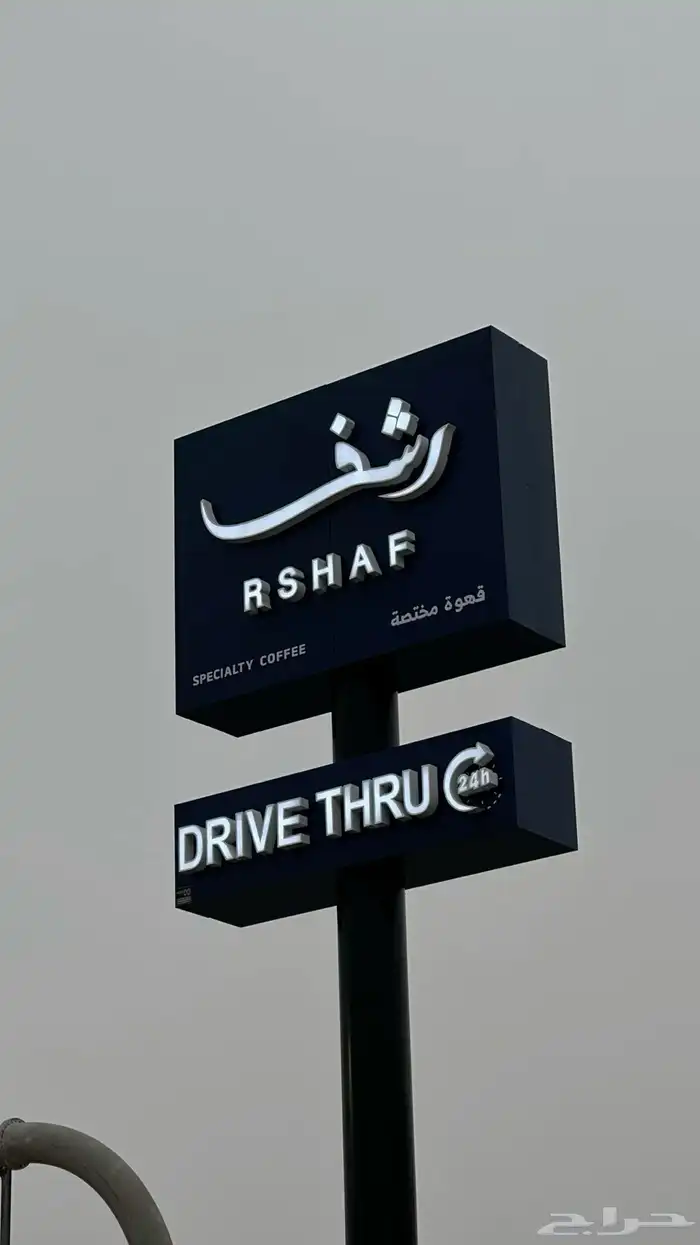 رشف
RSHAF
قهوة مختصة
SPECIALTY COFFEE
DRIVE THRU 24h
حراج